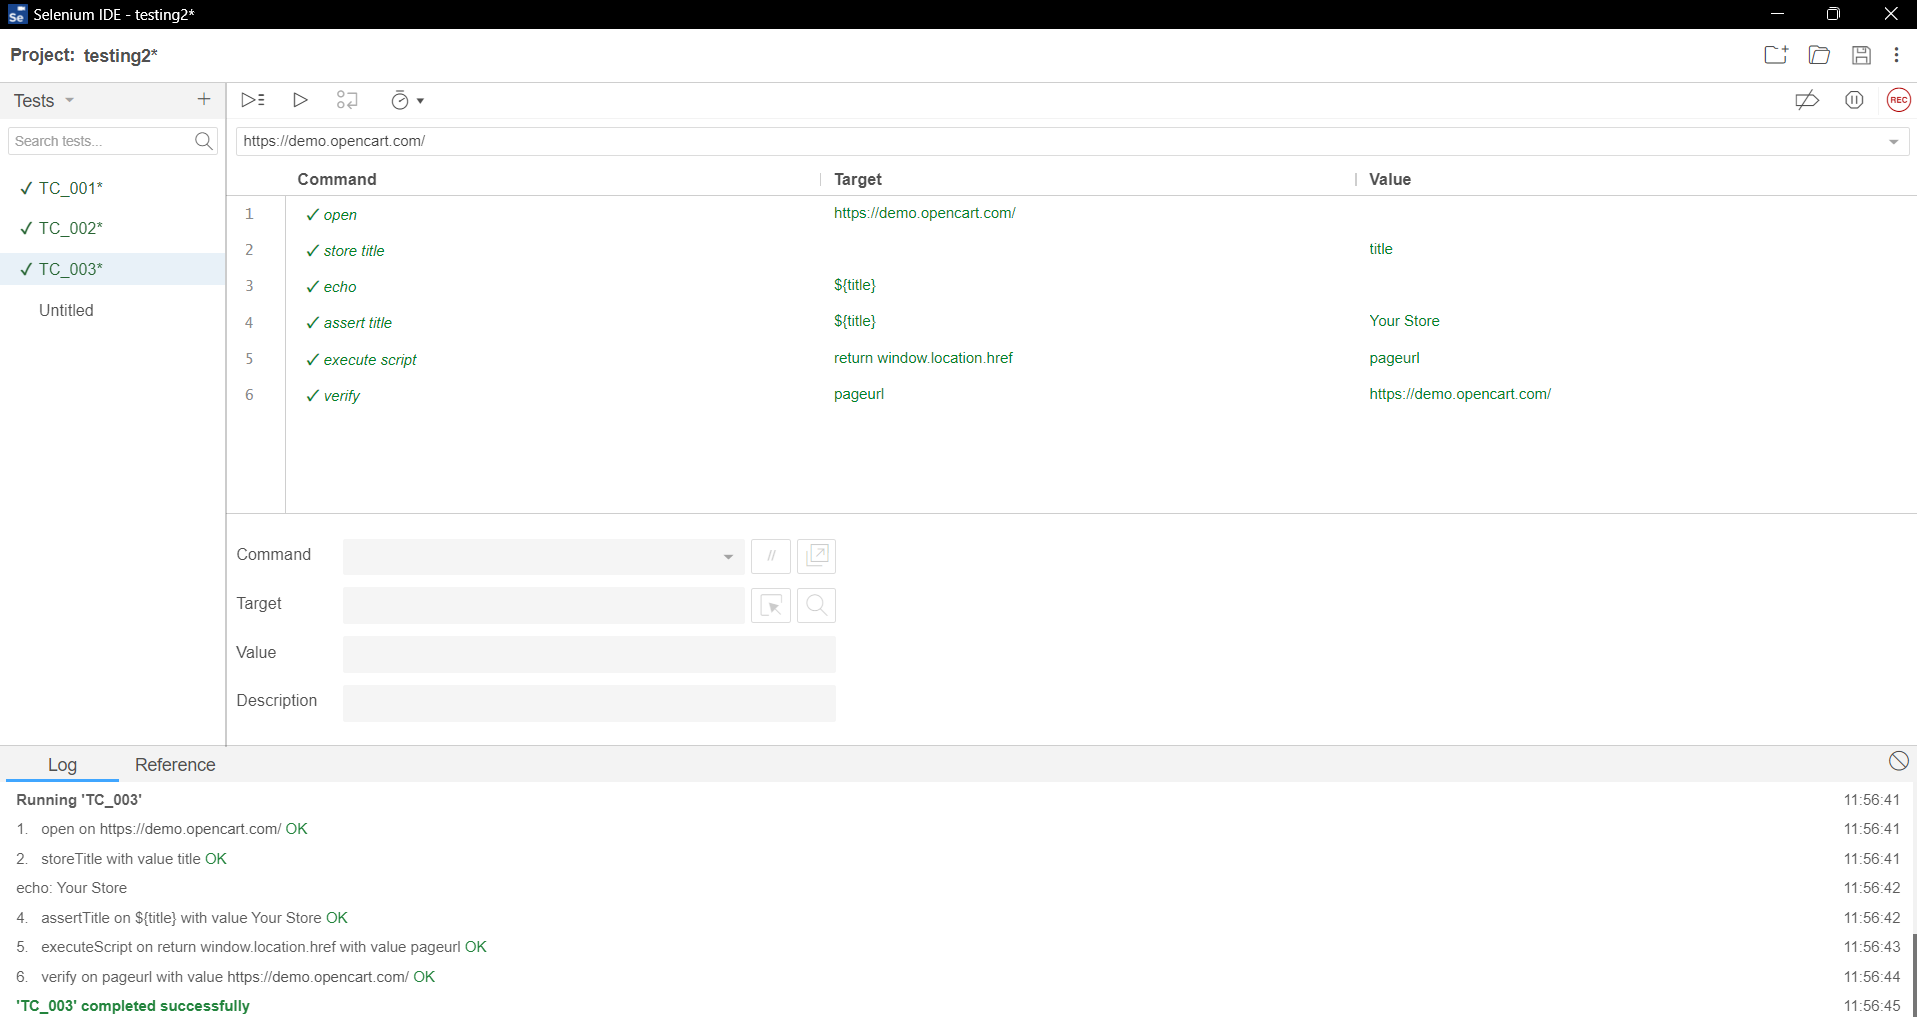 Se Selenium IDE - testing2*
Project: testing2*
Tests
+
REC
Search tests...
https://demo.opencart.com/
✓ TC_001*
✓ TC_002*
✓ TC_003*
Untitled
Command Target Value
1 ✓ open https://demo.opencart.com/
2 ✓ store title title
3 ✓ echo ${title}
4 ✓ assert title ${title} Your Store
5 ✓ execute script return window.location.href pageurl
6 ✓ verify pageurl https://demo.opencart.com/
Command //
Target
Value
Description
Log Reference
Running 'TC_003' 11:56:41
1. open on https://demo.opencart.com/ OK 11:56:41
2. storeTitle with value title OK 11:56:41
echo: Your Store 11:56:42
4. assertTitle on ${title} with value Your Store OK 11:56:42
5. executeScript on return window.location.href with value pageurl OK 11:56:43
6. verify on pageurl with value https://demo.opencart.com/ OK 11:56:44
'TC_003' completed successfully 11:56:45